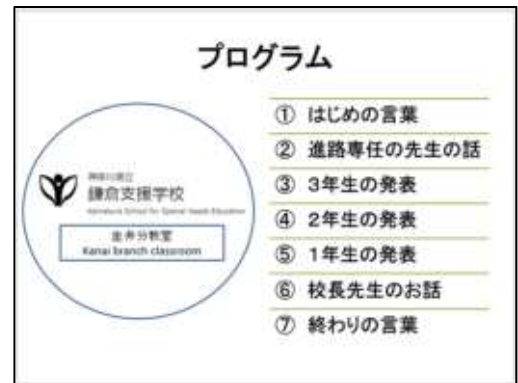 プログラム
神奈川県立
鎌倉支援学校
Kamakura School for Special Needs Education
金井分教室
Kanai branch classroom
① はじめの言葉
② 進路専任の先生の話
③ 3年生の発表
④ 2年生の発表
⑤ 1年生の発表
⑥ 校長先生のお話
⑦ 終わりの言葉